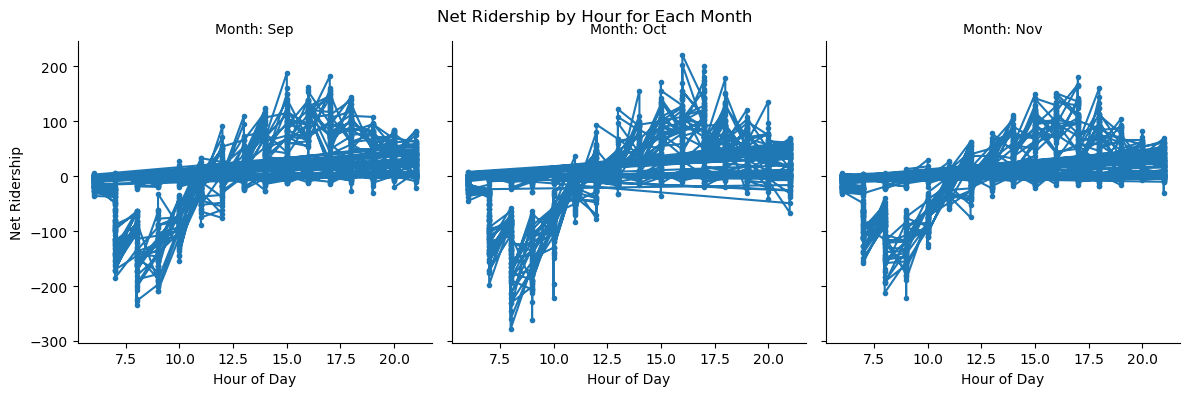 Net Ridership by Hour for Each Month
Month: Sep
Month: Oct
Month: Nov
Net Ridership
200
100
0
−100
−200
−300
7.5 10.0 12.5 15.0 17.5 20.0
7.5 10.0 12.5 15.0 17.5 20.0
7.5 10.0 12.5 15.0 17.5 20.0
Hour of Day
Hour of Day
Hour of Day